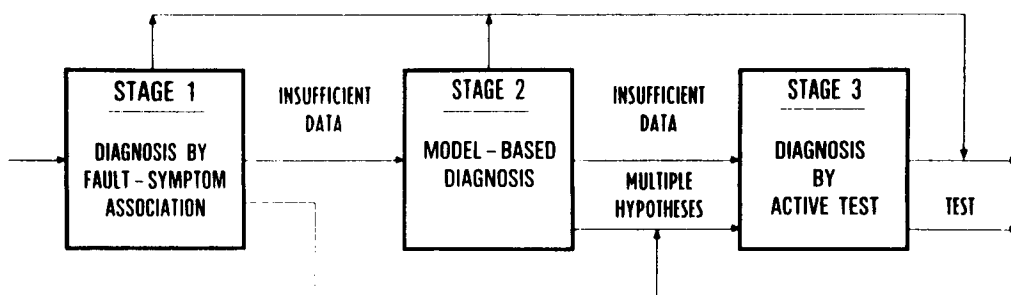 STAGE 1
DIAGNOSIS BY
FAULT-SYMPTOM
ASSOCIATION
INSUFFICIENT
DATA
STAGE 2
MODEL-BASED
DIAGNOSIS
INSUFFICIENT
DATA
MULTIPLE
HYPOTHESES
STAGE 3
DIAGNOSIS
BY
ACTIVE TEST
TEST